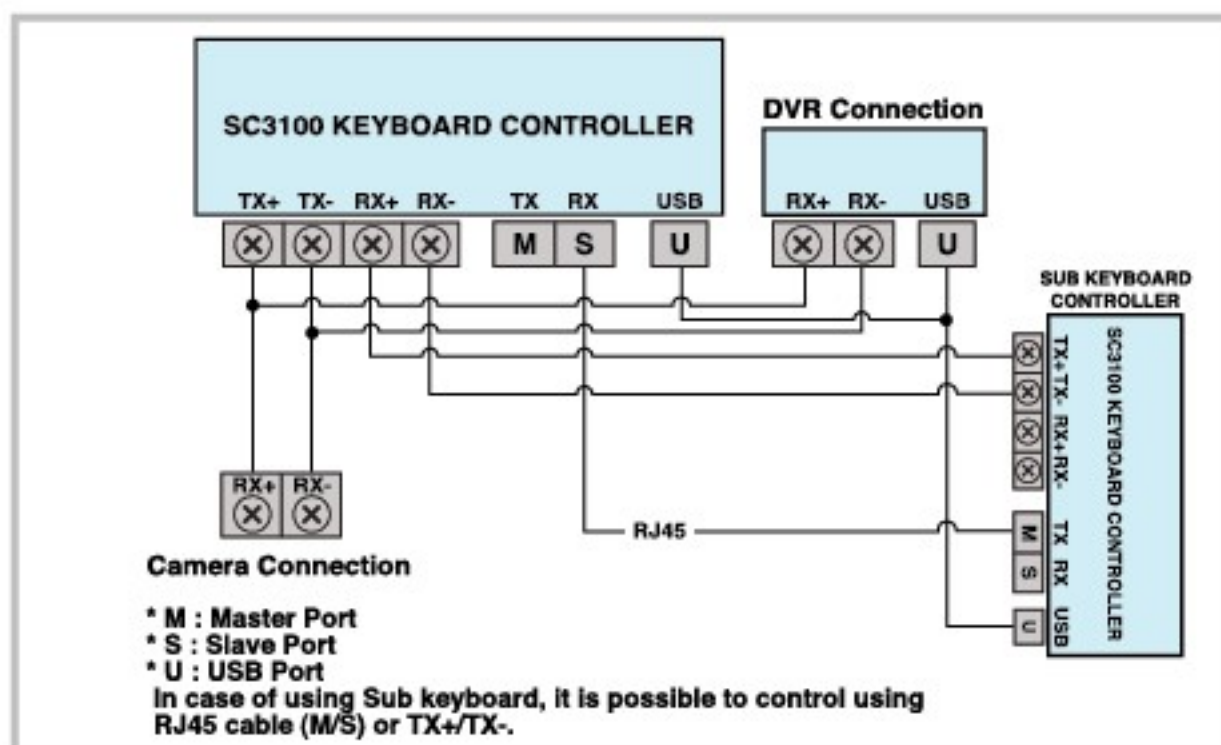 SC3100 KEYBOARD CONTROLLER
TX+ TX- RX+ RX- TX RX USB
M S U
DVR Connection
RX+ RX- USB
U
SUB KEYBOARD
CONTROLLER
SC3100 KEYBOARD CONTROLLER
TX+ TX- RX+ RX- TX RX USB
M S U
RJ45
RX+ RX-
Camera Connection
* M : Master Port
* S : Slave Port
* U : USB Port
In case of using Sub keyboard, it is possible to control using
RJ45 cable (M/S) or TX+/TX-.